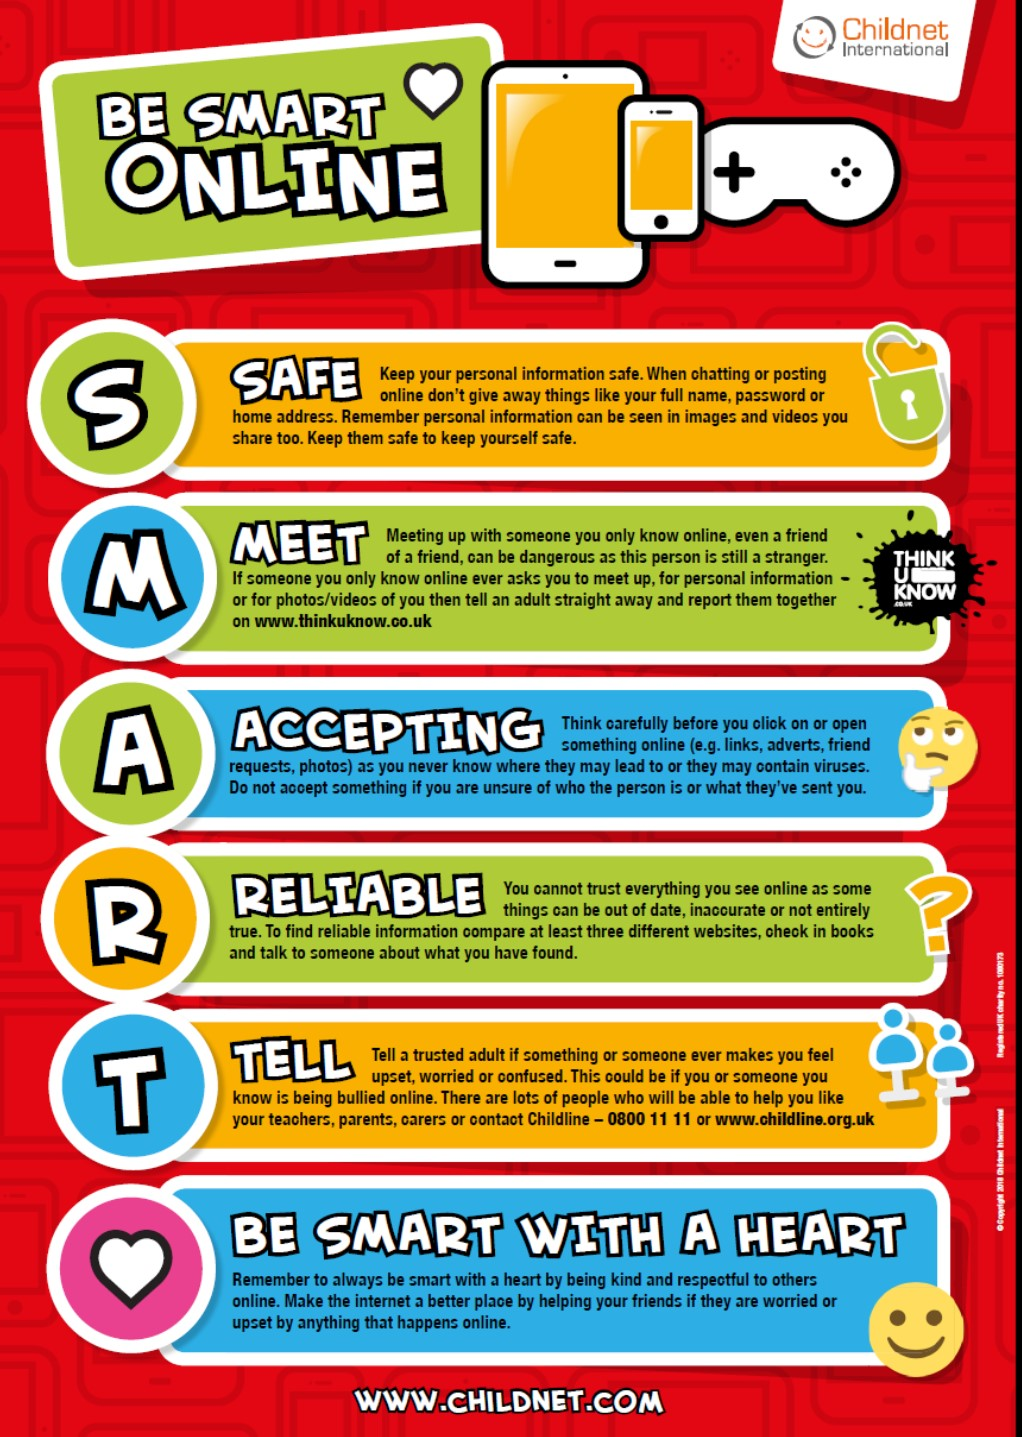 Childnet
International
BE SMART
ONLINE
S
SAFE
Keep your personal information safe. When chatting or posting
online don't give away things like your full name, password or
home address. Remember personal information can be seen in images and videos you
share too. Keep them safe to keep yourself safe.
M
MEET
Meeting up with someone you only know online, even a friend
of a friend, can be dangerous as this person is still a stranger.
If someone you only know online ever asks you to meet up, for personal information
or for photos/videos of you then tell an adult straight away and report them together
on www.thinkuknow.co.uk
THINK
U
KNOW
.CO.UK
A
ACCEPTING
Think carefully before you click on or open
something online (e.g. links, adverts, friend
requests, photos) as you never know where they may lead to or they may contain viruses.
Do not accept something if you are unsure of who the person is or what they've sent you.
R
RELIABLE
You cannot trust everything you see online as some
things can be out of date, inaccurate or not entirely
true. To find reliable information compare at least three different websites, check in books
and talk to someone about what you have found.
?
T
TELL
Tell a trusted adult if something or someone ever makes you feel
upset, worried or confused. This could be if you or someone you
know is being bullied online. There are lots of people who will be able to help you like
your teachers, parents, carers or contact Childline – 0800 11 11 or www.childline.org.uk
BE SMART WITH A HEART
Remember to always be smart with a heart by being kind and respectful to others
online. Make the internet a better place by helping your friends if they are worried or
upset by anything that happens online.
WWW.CHILDNET.COM
Registered UK charity no. 1080173
© Copyright 2018 Childnet International